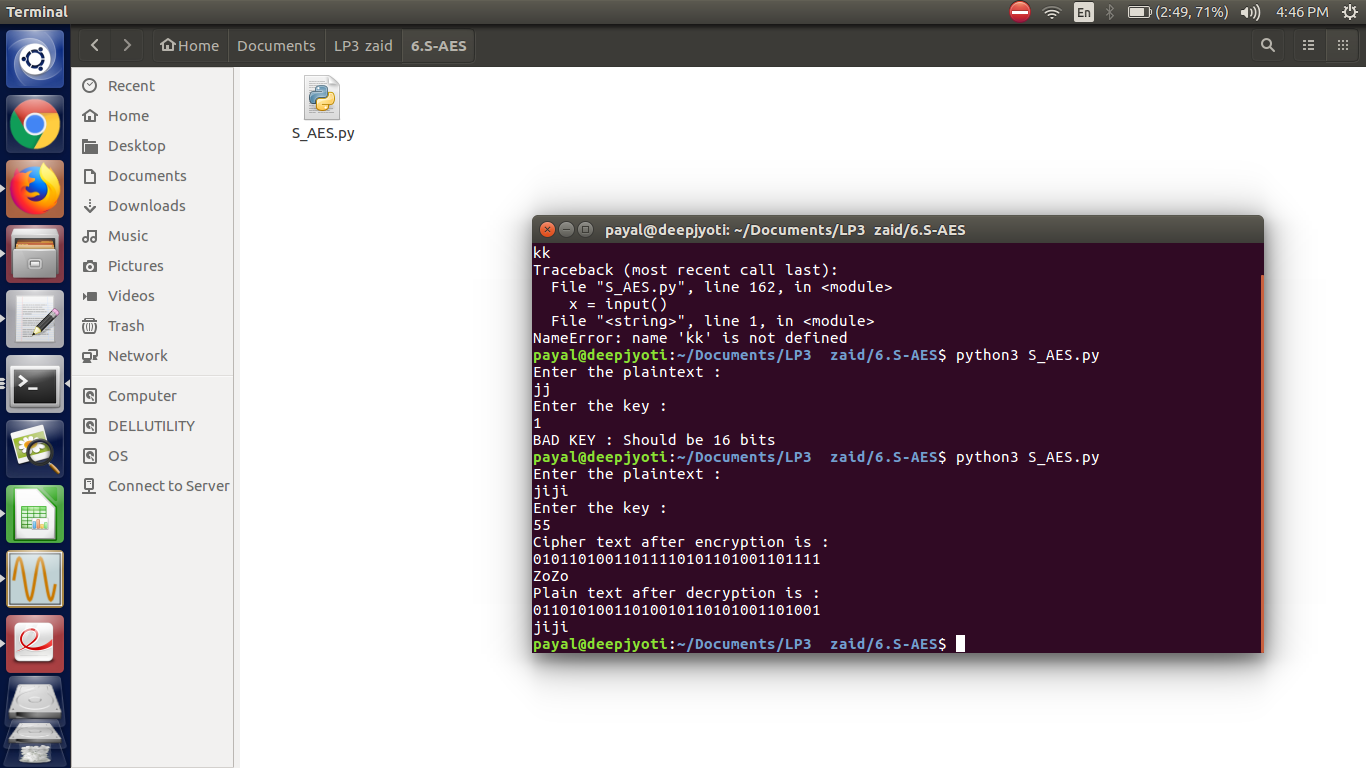 Terminal
En
(2:49, 71%)
4:46 PM
Home
Documents
LP3 zaid
6.S-AES
Recent
Home
Desktop
Documents
Downloads
Music
Pictures
Videos
Trash
Network
Computer
DELLUTILITY
OS
Connect to Server
S_AES.py
payal@deepjyoti: ~/Documents/LP3  zaid/6.S-AES
kk
Traceback (most recent call last):
  File "S_AES.py", line 162, in <module>
    x = input()
  File "<string>", line 1, in <module>
NameError: name 'kk' is not defined
payal@deepjyoti:~/Documents/LP3  zaid/6.S-AES$ python3 S_AES.py
Enter the plaintext :
jj
Enter the key :
1
BAD KEY : Should be 16 bits
payal@deepjyoti:~/Documents/LP3  zaid/6.S-AES$ python3 S_AES.py
Enter the plaintext :
jiji
Enter the key :
55
Cipher text after encryption is :
01011010011011110101101001101111
ZoZo
Plain text after decryption is :
01101010011010010110101001101001
jiji
payal@deepjyoti:~/Documents/LP3  zaid/6.S-AES$